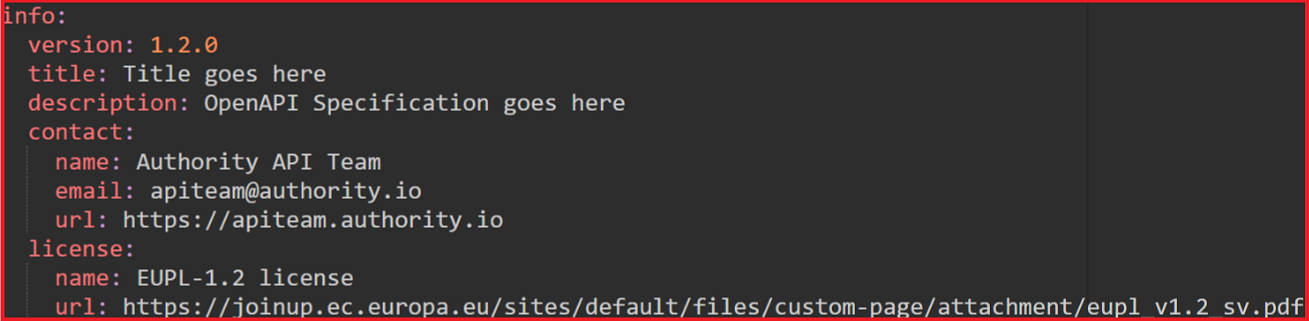 info:
  version: 1.2.0
  title: Title goes here
  description: OpenAPI Specification goes here
  contact:
    name: Authority API Team
    email: apiteam@authority.io
    url: https://apiteam.authority.io
  license:
    name: EUPL-1.2 license
    url: https://joinup.ec.europa.eu/sites/default/files/custom-page/attachment/eupl_v1.2_sv.pdf